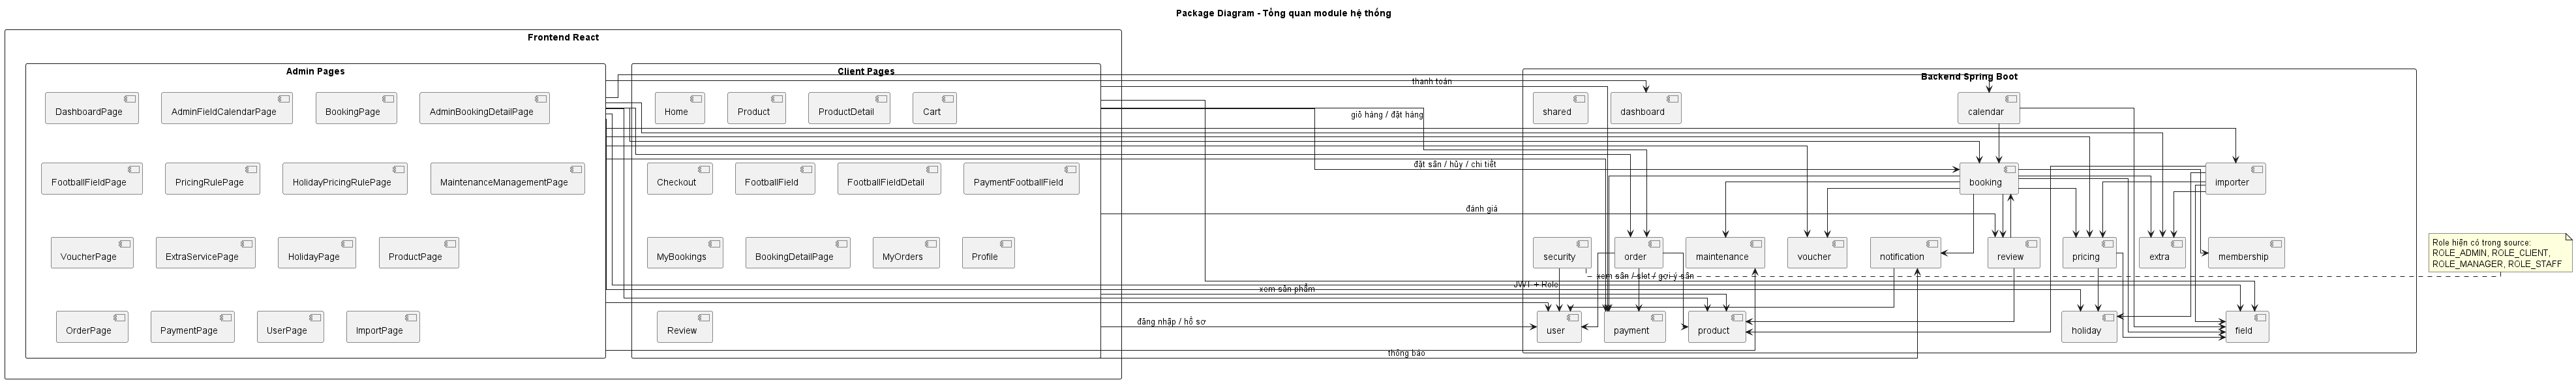 Package Diagram - Tổng quan module hệ thống
Frontend React
Admin Pages
DashboardPage
AdminFieldCalendarPage
BookingPage
AdminBookingDetailPage
FootballFieldPage
PricingRulePage
HolidayPricingRulePage
MaintenanceManagementPage
VoucherPage
ExtraServicePage
HolidayPage
ProductPage
OrderPage
PaymentPage
UserPage
ImportPage
Client Pages
Home
Product
ProductDetail
Cart
Checkout
FootballField
FootballFieldDetail
PaymentFootballField
MyBookings
BookingDetailPage
MyOrders
Profile
Review
thanh toán
giỏ hàng / đặt hàng
đặt sân / hủy / chi tiết
đánh giá
xem sân / slot / gợi ý sân
JWT + Role
xem sản phẩm
đăng nhập / hồ sơ
thông báo
Backend Spring Boot
shared
dashboard
calendar
booking
importer
security
order
maintenance
voucher
notification
review
pricing
extra
membership
user
payment
product
holiday
field
Role hiện có trong source:
ROLE_ADMIN, ROLE_CLIENT,
ROLE_MANAGER, ROLE_STAFF